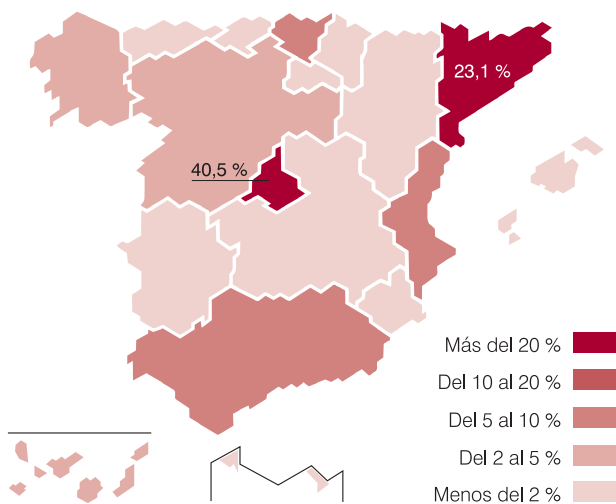 23,1 %
40,5 %
Más del 20 %
Del 10 al 20 %
Del 5 al 10 %
Del 2 al 5 %
Menos del 2 %